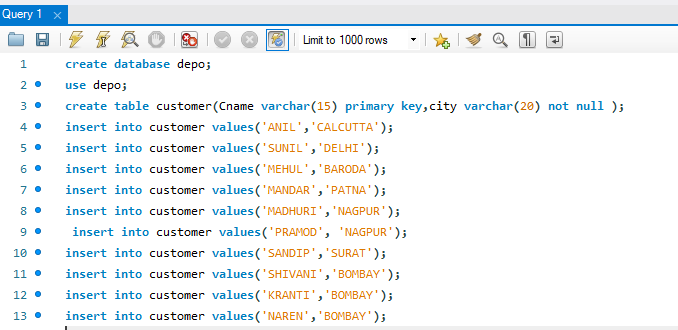 Query 1
Limit to 1000 rows
1 create database depo;
2 use depo;
3 create table customer(Cname varchar(15) primary key,city varchar(20) not null );
4 insert into customer values('ANIL','CALCUTTA');
5 insert into customer values('SUNIL','DELHI');
6 insert into customer values('MEHUL','BARODA');
7 insert into customer values('MANDAR','PATNA');
8 insert into customer values('MADHURI','NAGPUR');
9 insert into customer values('PRAMOD', 'NAGPUR');
10 insert into customer values('SANDIP','SURAT');
11 insert into customer values('SHIVANI','BOMBAY');
12 insert into customer values('KRANTI','BOMBAY');
13 insert into customer values('NAREN','BOMBAY');